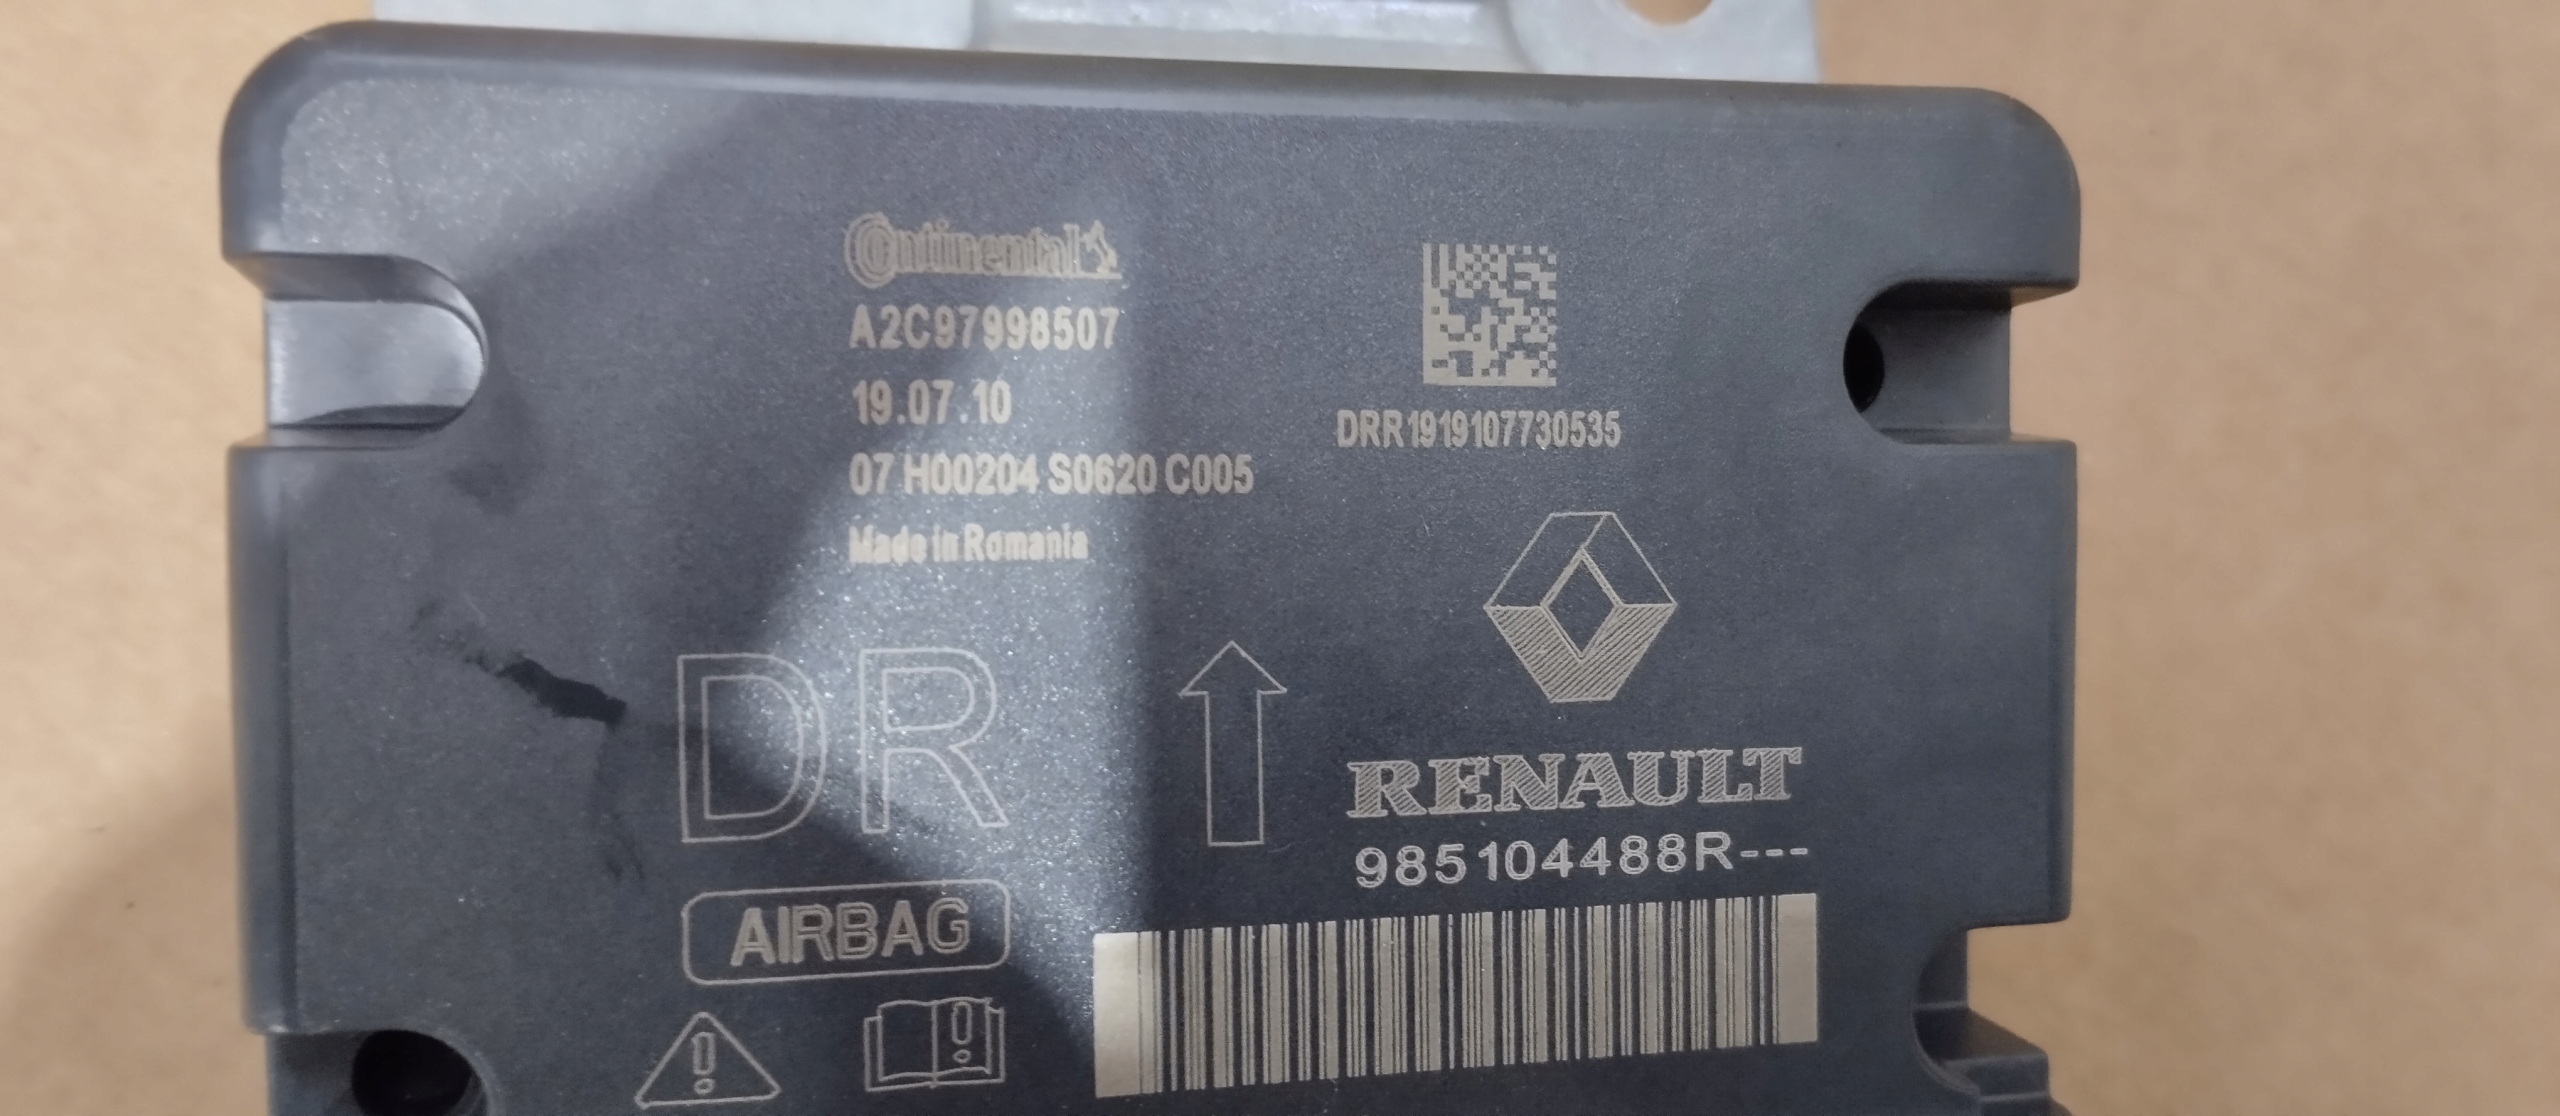 Continental
A2C97998507
19.07.10
07 H00204 S0620 C005
Made in Romania
DRR1919107730535
DR
RENAULT
985104488R---
AIRBAG